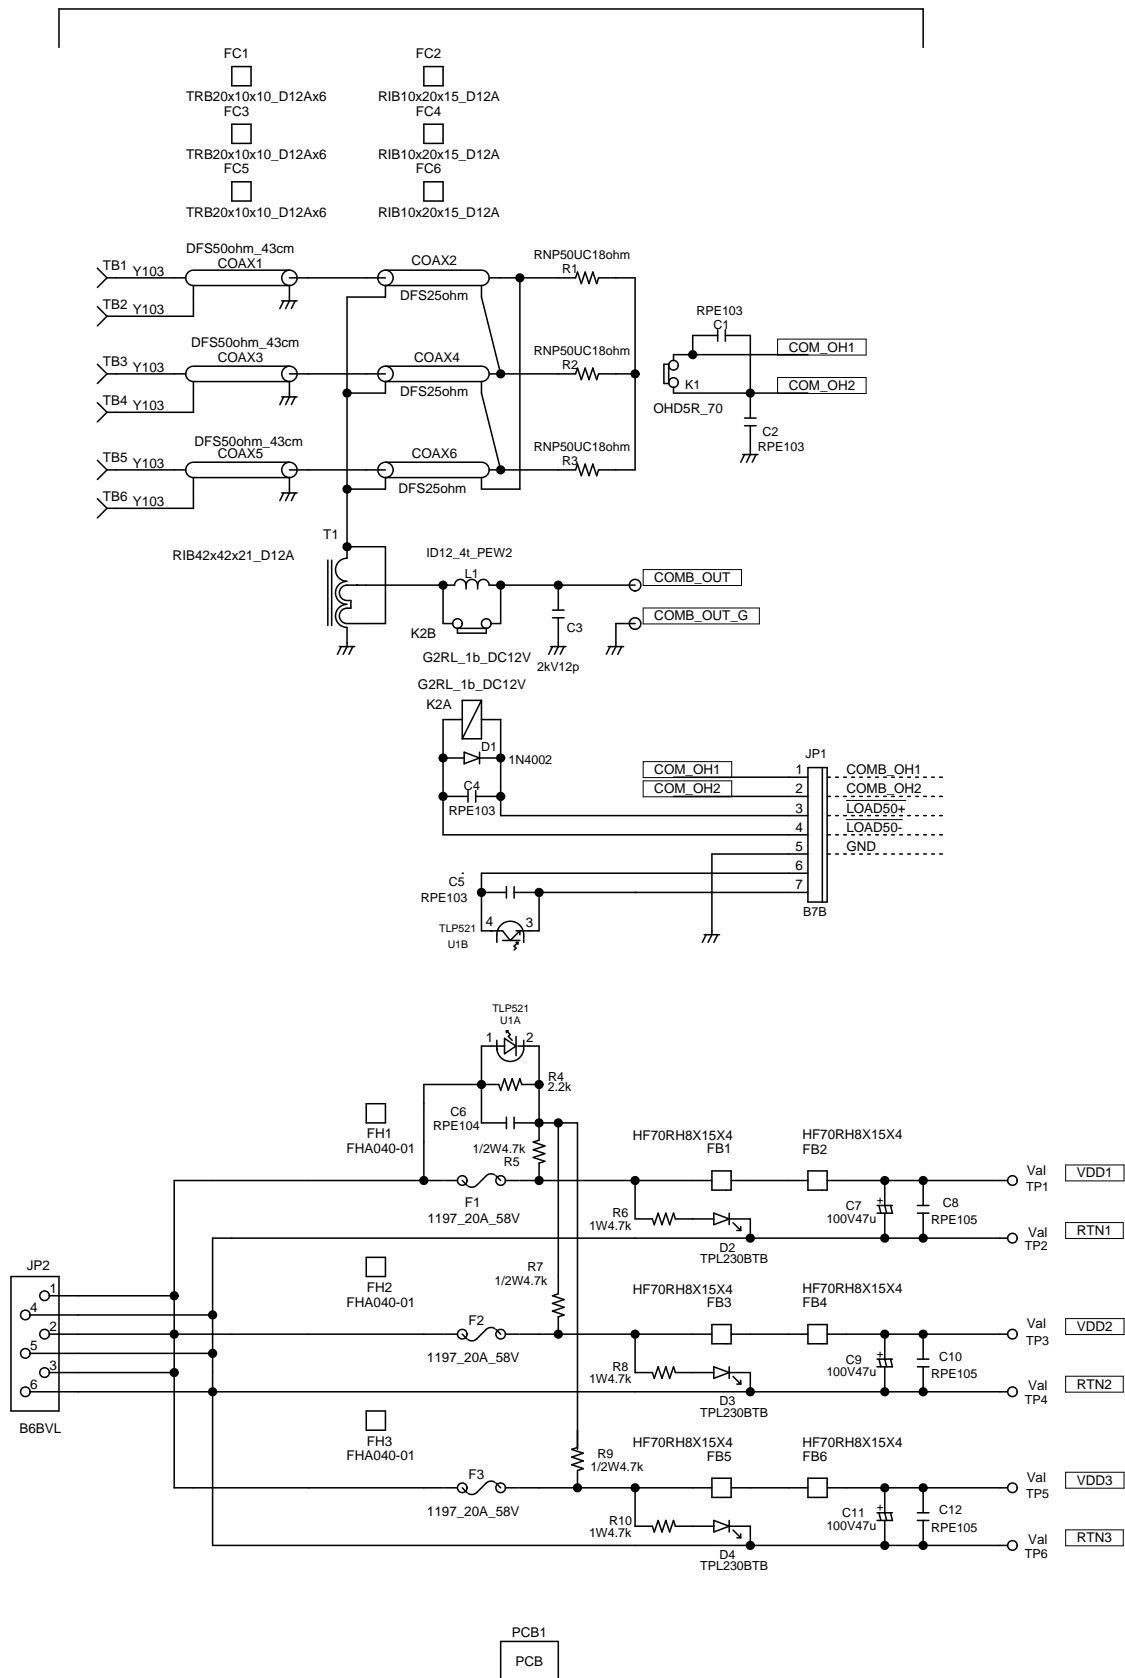 FC1
FC2
TRB20x10x10_D12Ax6
RIB10x20x15_D12A
FC3
FC4
TRB20x10x10_D12Ax6
RIB10x20x15_D12A
FC5
FC6
TRB20x10x10_D12Ax6
RIB10x20x15_D12A
DFS50ohm_43cm
COAX1
COAX2
RNP50UC18ohm
R1
TB1
Y103
DFS25ohm
TB2
Y103
RPE103
C1
COM_OH1
DFS50ohm_43cm
COAX3
COAX4
RNP50UC18ohm
R2
TB3
Y103
K1
COM_OH2
DFS25ohm
OHD5R_70
TB4
Y103
C2
RPE103
DFS50ohm_43cm
COAX5
COAX6
RNP50UC18ohm
R3
TB5
Y103
DFS25ohm
TB6
Y103
T1
RIB42x42x21_D12A
ID12_4t_PEW2
L1
COMB_OUT
COMB_OUT_G
K2B
C3
G2RL_1b_DC12V
2kV12p
G2RL_1b_DC12V
K2A
D1
1N4002
JP1
COM_OH1
1
COMB_OH1
C4
COM_OH2
2
COMB_OH2
RPE103
3
LOAD50+
4
LOAD50-
5
GND
6
C5
RPE103
7
B7B
TLP521
U1B
4
3
TLP521
U1A
1
2
R4
2.2k
C6
RPE104
FH1
FHA040-01
1/2W4.7k
R5
HF70RH8X15X4
FB1
HF70RH8X15X4
FB2
Val
TP1
VDD1
F1
1197_20A_58V
R6
1W4.7k
C7
100V47u
+
C8
RPE105
D2
TPL230BTB
Val
TP2
RTN1
JP2
FH2
FHA040-01
R7
1/2W4.7k
HF70RH8X15X4
FB3
HF70RH8X15X4
FB4
1
4
2
5
3
6
B6BVL
F2
1197_20A_58V
Val
TP3
VDD2
R8
1W4.7k
C9
100V47u
+
C10
RPE105
D3
TPL230BTB
Val
TP4
RTN2
FH3
FHA040-01
R9
1/2W4.7k
HF70RH8X15X4
FB5
HF70RH8X15X4
FB6
F3
1197_20A_58V
Val
TP5
VDD3
R10
1W4.7k
C11
100V47u
+
C12
RPE105
D4
TPL230BTB
Val
TP6
RTN3
PCB1
PCB